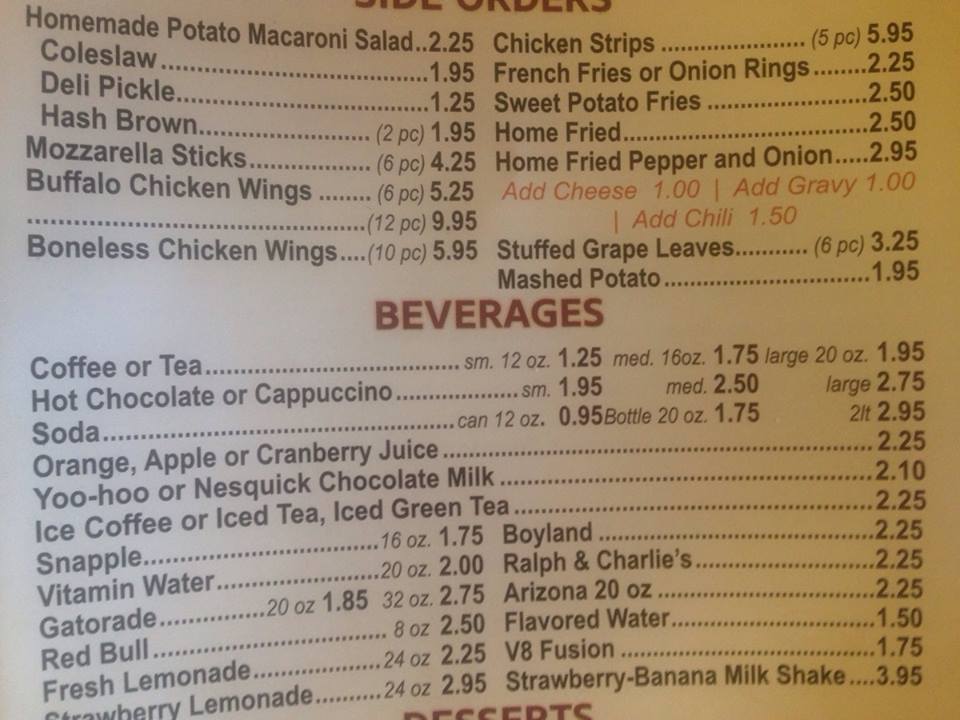 SIDE ORDERS
Homemade Potato Macaroni Salad..2.25
Coleslaw..............................1.95
Deli Pickle..............................1.25
Hash Brown.................... (2 pc) 1.95
Mozzarella Sticks.............. (6 pc) 4.25
Buffalo Chicken Wings ........ (6 pc) 5.25
.......................................(12 pc) 9.95
Boneless Chicken Wings....(10 pc) 5.95
Chicken Strips .................... (5 pc) 5.95
French Fries or Onion Rings........2.25
Sweet Potato Fries ....................2.50
Home Fried..............................2.50
Home Fried Pepper and Onion.....2.95
Add Cheese 1.00 | Add Gravy 1.00
| Add Chili 1.50
Stuffed Grape Leaves.......... (6 pc) 3.25
Mashed Potato..........................1.95
BEVERAGES
Coffee or Tea.............................. sm. 12 oz. 1.25 med. 16oz. 1.75 large 20 oz. 1.95
Hot Chocolate or Cappuccino................sm. 1.95 med. 2.50 large 2.75
Soda..............................................can 12 oz. 0.95 Bottle 20 oz. 1.75 2lt 2.95
Orange, Apple or Cranberry Juice..................................................2.25
Yoo-hoo or Nesquick Chocolate Milk..............................................2.10
Ice Coffee or Iced Tea, Iced Green Tea............................................2.25
Snapple..............................16 oz. 1.75
Vitamin Water......................20 oz. 2.00
Gatorade..............20 oz 1.85 32 oz. 2.75
Red Bull .............................. 8 oz 2.50
Fresh Lemonade................24 oz 2.25
Strawberry Lemonade.........24 oz 2.95
Boyland ..................................2.25
Ralph & Charlie's......................2.25
Arizona 20 oz ..........................2.25
Flavored Water.........................1.50
V8 Fusion ................................1.75
Strawberry-Banana Milk Shake....3.95
DESSERTS